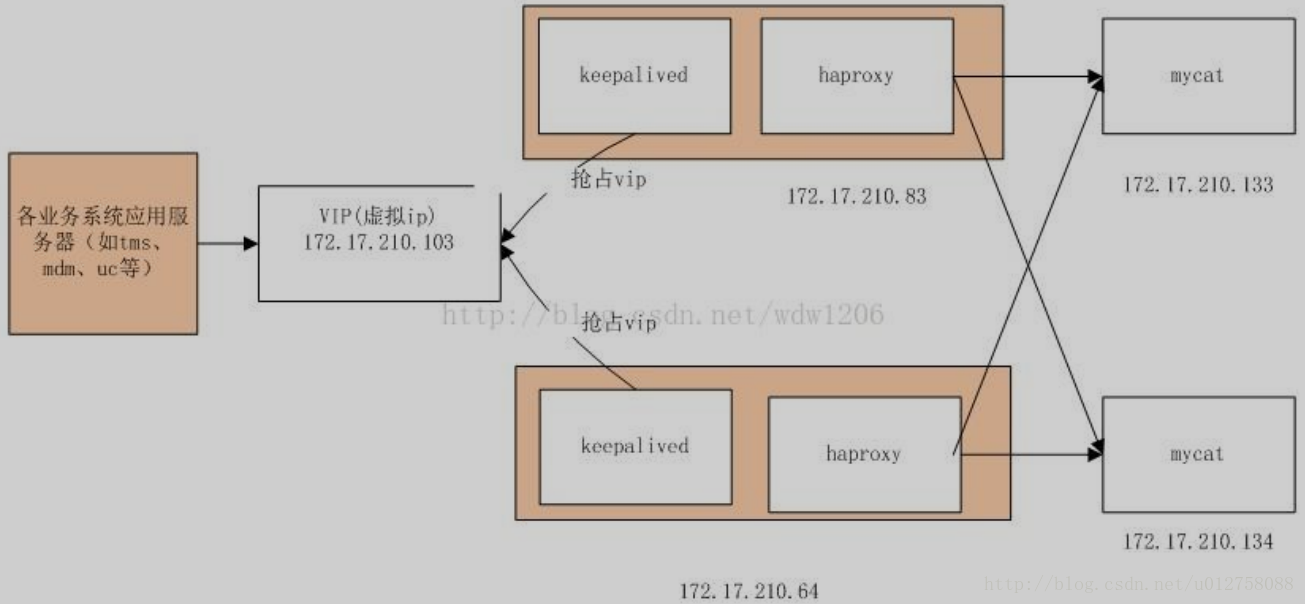 keepalived
haproxy
mycat
抢占vip
172.17.210.83
172.17.210.133
各业务系统应用服
务器（如tms、
mdm、uc等）
VIP(虚拟ip)
172.17.210.103
http://blog.csdn.net/wdw1206
抢占vip
keepalived
haproxy
mycat
172.17.210.134
172.17.210.64
http://blog.csdn.net/u012758088